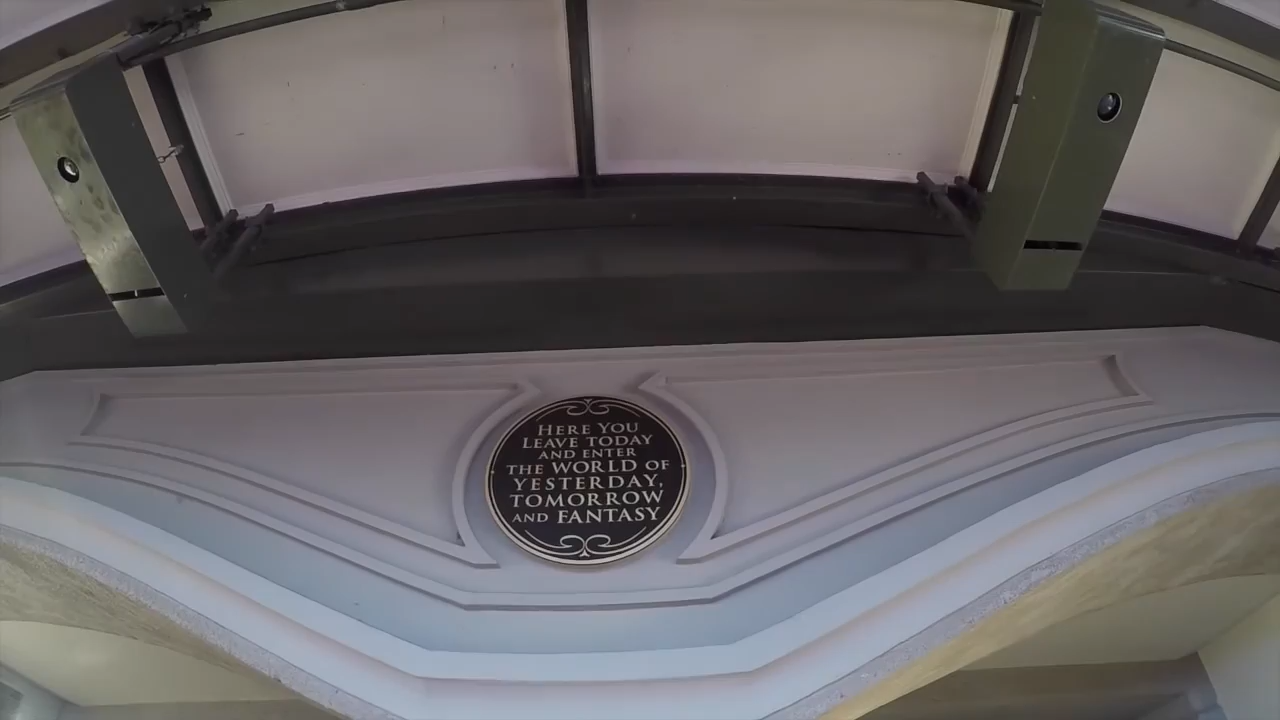 HERE YOU
LEAVE TODAY
AND ENTER
THE WORLD OF
YESTERDAY,
TOMORROW
AND FANTASY